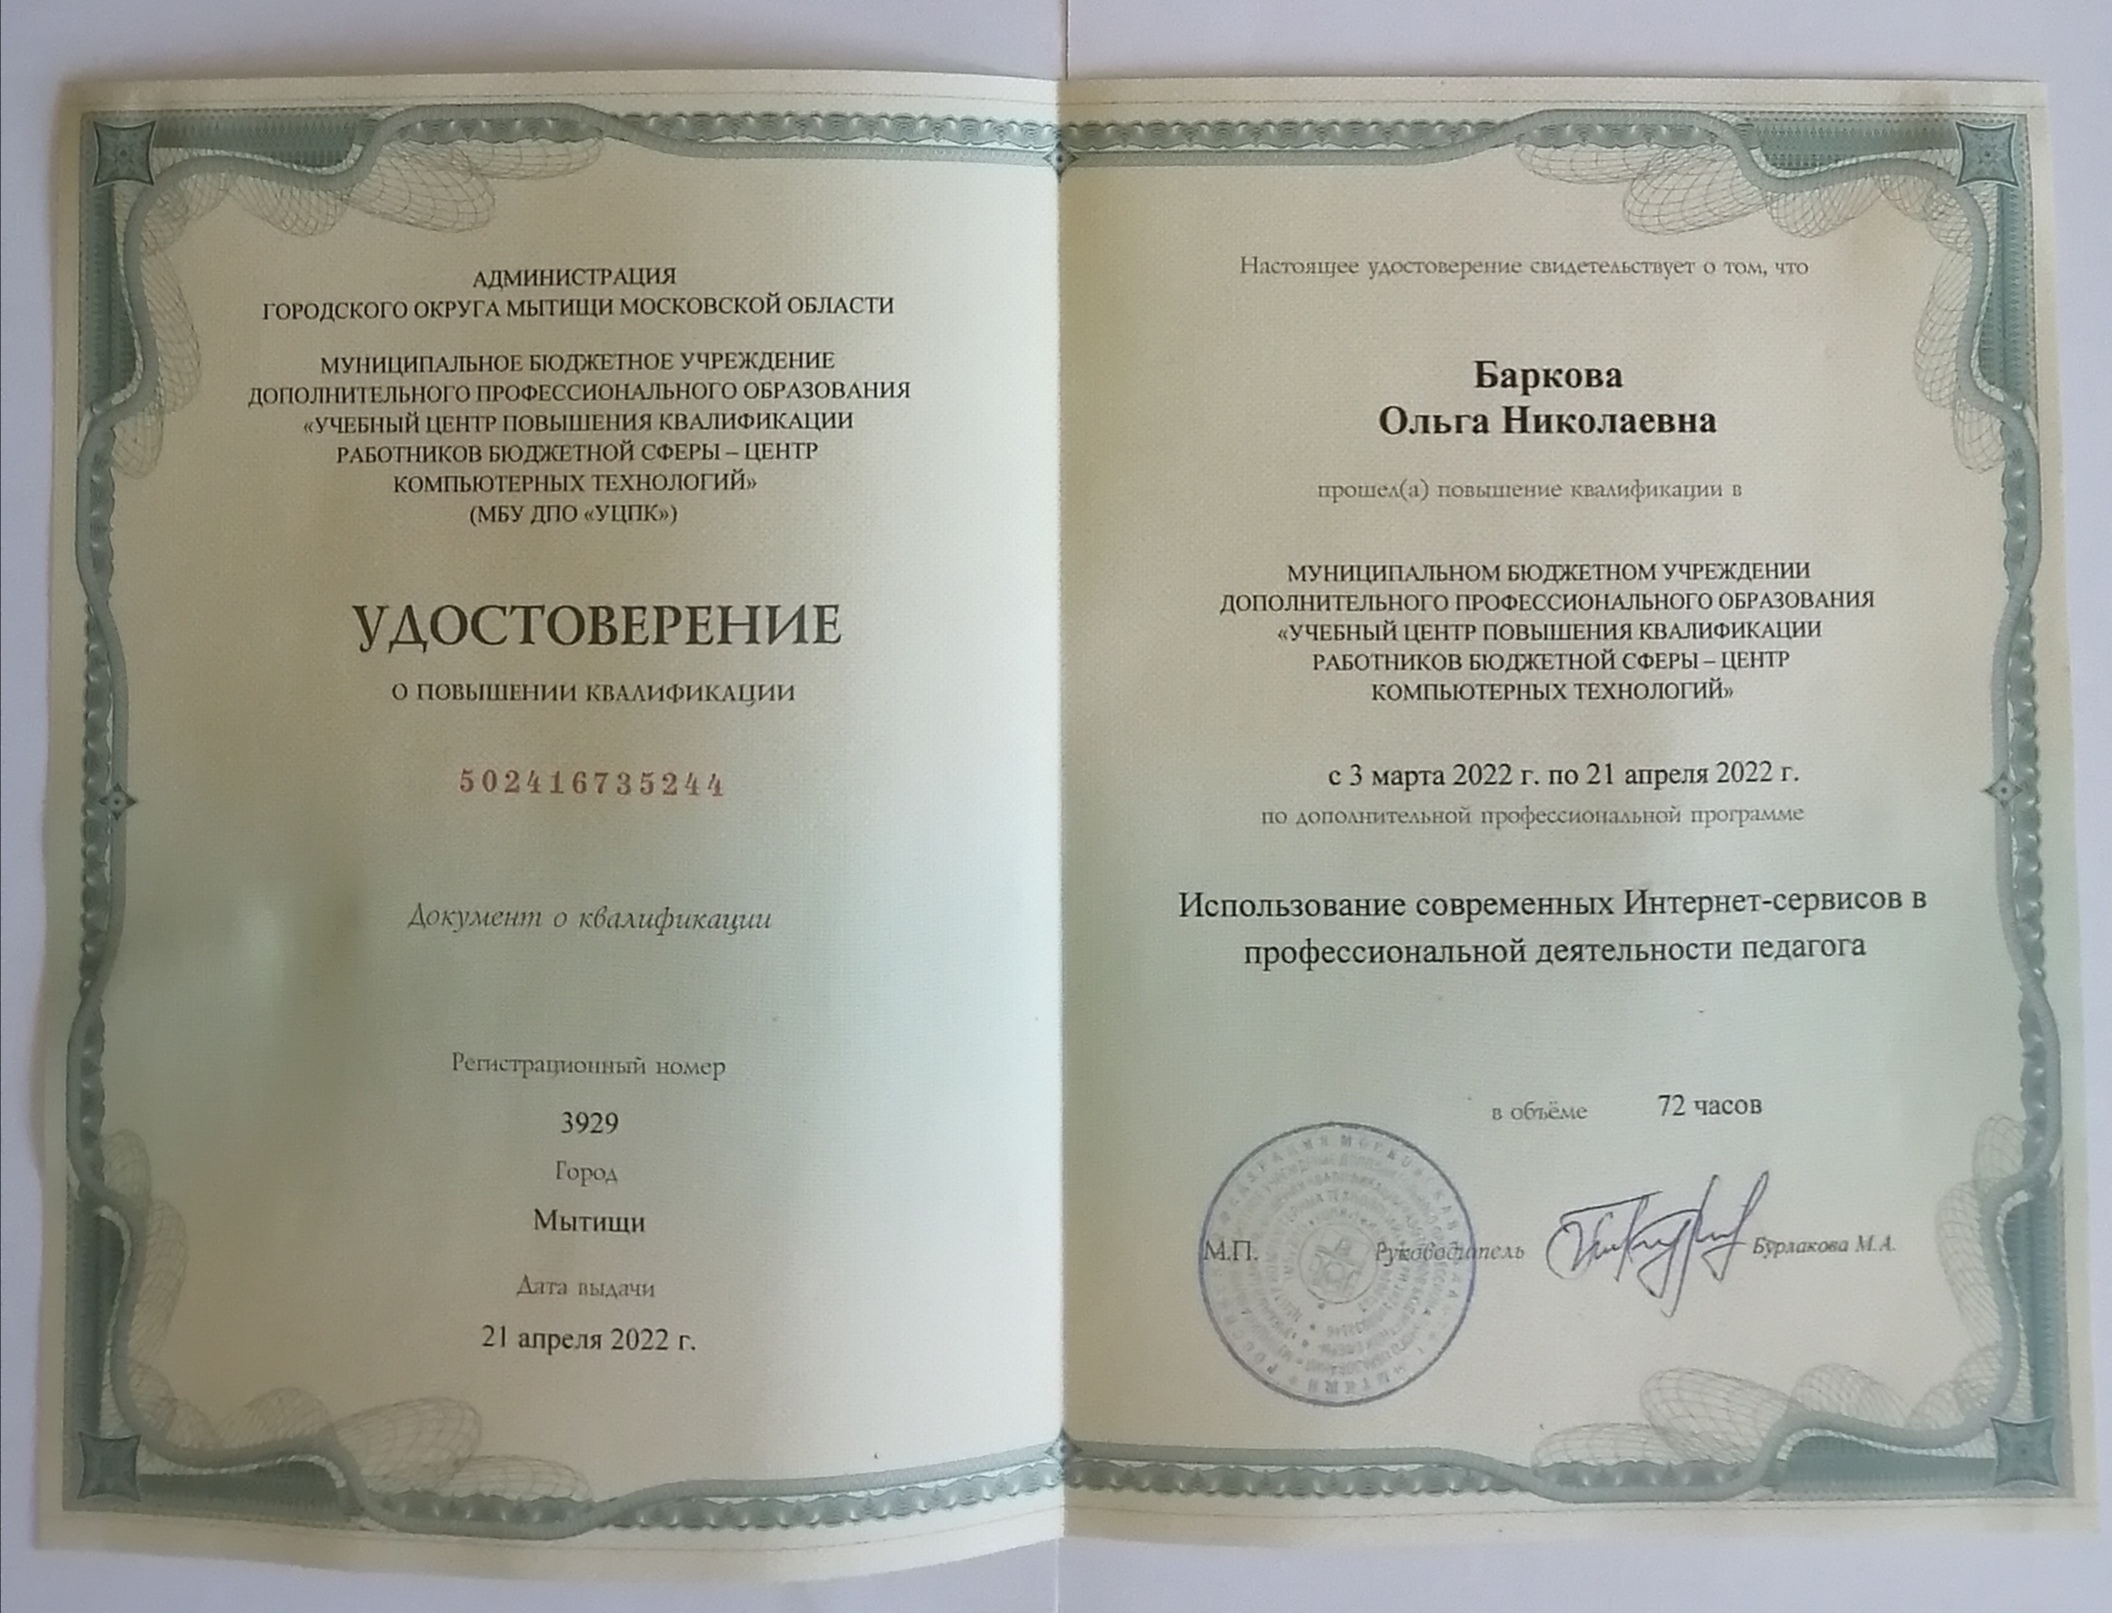 АДМИНИСТРАЦИЯ
ГОРОДСКОГО ОКРУГА МЫТИЩИ МОСКОВСКОЙ ОБЛАСТИ
МУНИЦИПАЛЬНОЕ БЮДЖЕТНОЕ УЧРЕЖДЕНИЕ
ДОПОЛНИТЕЛЬНОГО ПРОФЕССИОНАЛЬНОГО ОБРАЗОВАНИЯ
«УЧЕБНЫЙ ЦЕНТР ПОВЫШЕНИЯ КВАЛИФИКАЦИИ
РАБОТНИКОВ БЮДЖЕТНОЙ СФЕРЫ – ЦЕНТР
КОМПЬЮТЕРНЫХ ТЕХНОЛОГИЙ»
(МБУ ДПО «УЦПК»)
УДОСТОВЕРЕНИЕ
О ПОВЫШЕНИИ КВАЛИФИКАЦИИ
502416735244
Документ о квалификации
Регистрационный номер
3929
Город
Мытищи
Дата выдачи
21 апреля 2022 г.
Настоящее удостоверение свидетельствует о том, что
Баркова
Ольга Николаевна
прошел(а) повышение квалификации в
МУНИЦИПАЛЬНОМ БЮДЖЕТНОМ УЧРЕЖДЕНИИ
ДОПОЛНИТЕЛЬНОГО ПРОФЕССИОНАЛЬНОГО ОБРАЗОВАНИЯ
«УЧЕБНЫЙ ЦЕНТР ПОВЫШЕНИЯ КВАЛИФИКАЦИИ
РАБОТНИКОВ БЮДЖЕТНОЙ СФЕРЫ – ЦЕНТР
КОМПЬЮТЕРНЫХ ТЕХНОЛОГИЙ»
с 3 марта 2022 г. по 21 апреля 2022 г.
по дополнительной профессиональной программе
Использование современных Интернет-сервисов в
профессиональной деятельности педагога
в объёме 72 часов
М.П. Руководитель Бурлакова М.А.